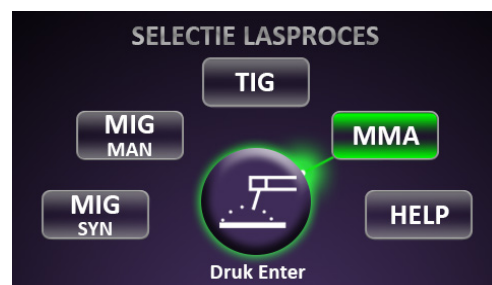 SELECTIE LASPROCES
TIG
MIG
MAN
MMA
MIG
SYN
HELP
Druk Enter